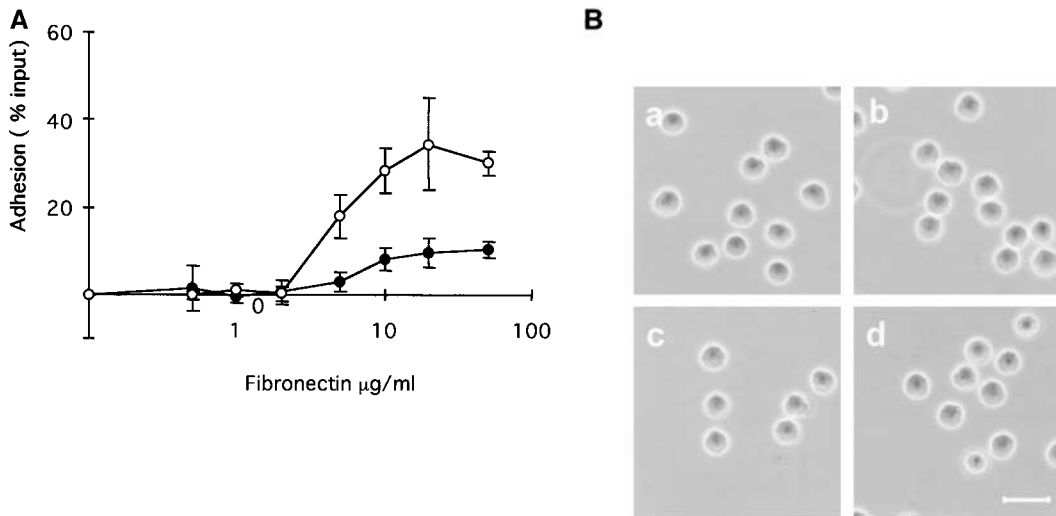 A
60
40
20
Adhesion ( % input)
0
1
10
100
Fibronectin μg/ml
B
a
b
c
d